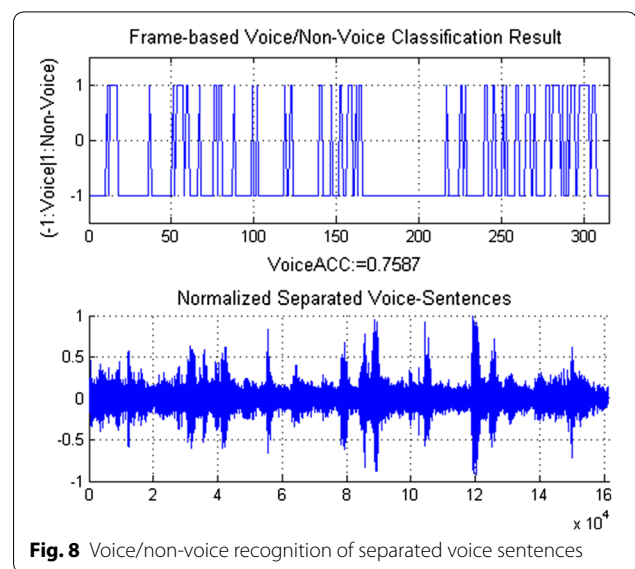 Frame-based Voice/Non-Voice Classification Result
(-1:Voice|1:Non-Voice)
1
0
-1
0 50 100 150 200 250 300
VoiceACC:=0.7587
Normalized Separated Voice-Sentences
1
0.5
0
-0.5
-1
0 2 4 6 8 10 12 14 16
x 10^4
Fig. 8 Voice/non-voice recognition of separated voice sentences